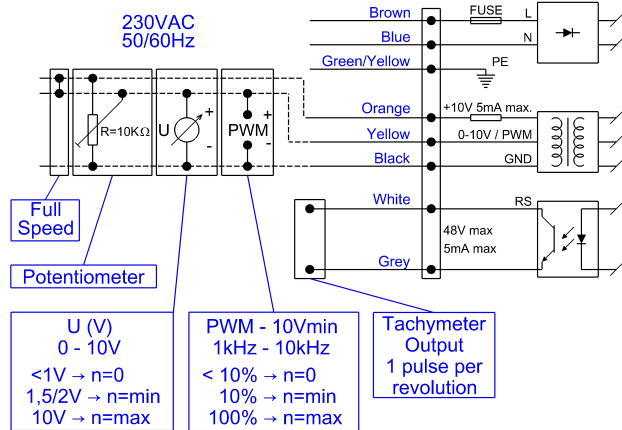 230VAC
50/60Hz
Brown
FUSE
L
Blue
N
Green/Yellow
PE
Orange
+10V 5mA max.
Yellow
0-10V / PWM
Black
GND
R=10KΩ
U
+
-
PWM
+
-
White
RS
48V max
5mA max
Grey
Full
Speed
Potentiometer
U (V)
0 - 10V
<1V → n=0
1,5/2V → n=min
10V → n=max
PWM - 10Vmin
1kHz - 10kHz
< 10% → n=0
10% → n=min
100% → n=max
Tachymeter
Output
1 pulse per
revolution